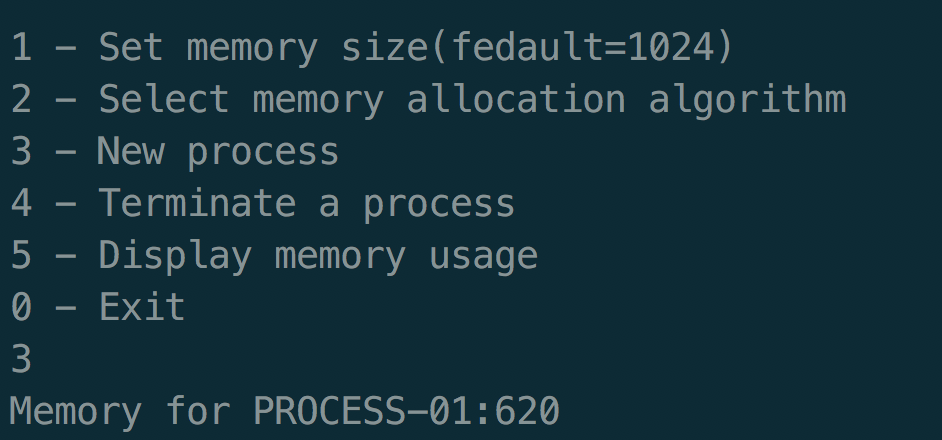 1 – Set memory size(fedault=1024)
2 – Select memory allocation algorithm
3 – New process
4 – Terminate a process
5 – Display memory usage
0 – Exit
3
Memory for PROCESS-01:620